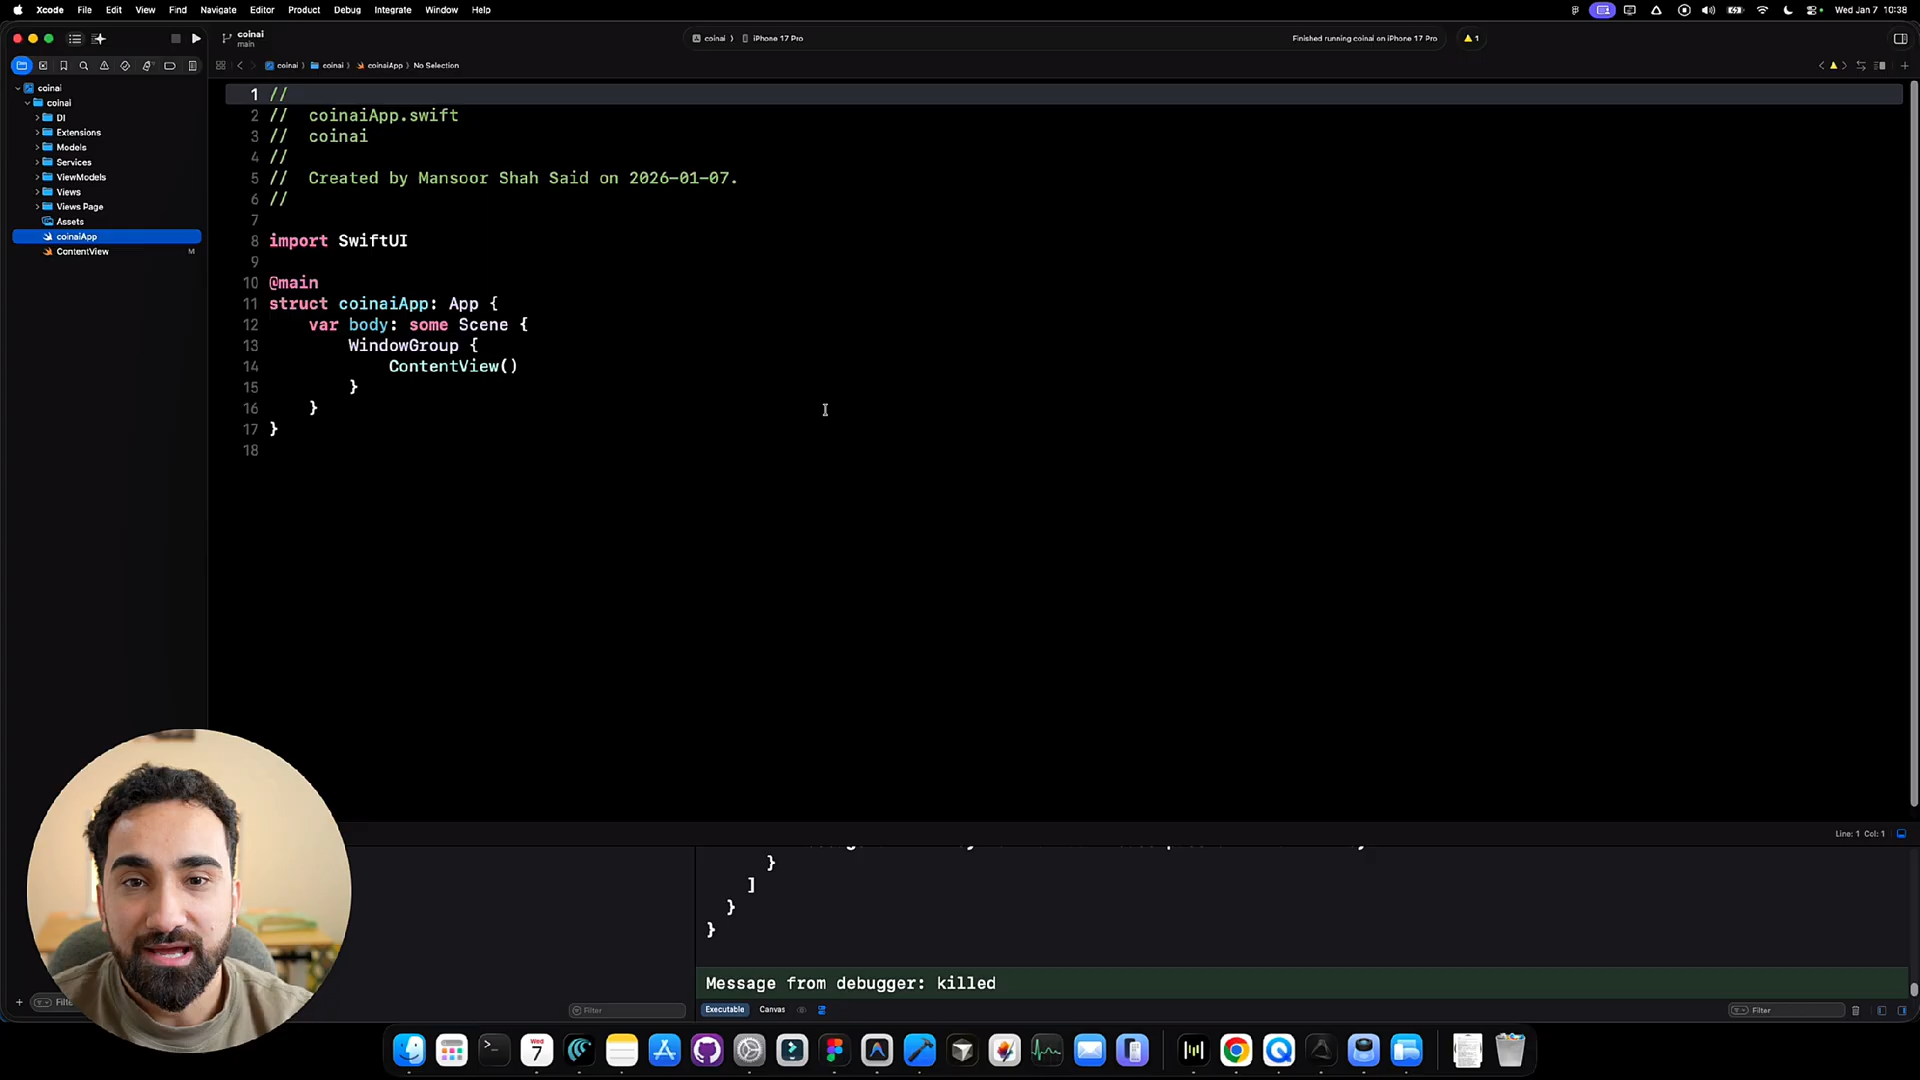 Xcode File Edit View Find Navigate Editor Product Debug Integrate Window Help
Wed Jan 7 10:38
coinai
main
coinai
iPhone 17 Pro
Finished running coinai on iPhone 17 Pro
1
coinai coinai coinaiApp No Selection
coinai
coinai
DI
Extensions
Models
Services
ViewModels
Views
Views Page
Assets
coinaiApp
ContentView M
1 //
2 // coinaiApp.swift
3 // coinai
4 //
5 // Created by Mansoor Shah Said on 2026-01-07.
6 //
7
8 import SwiftUI
9
10 @main
11 struct coinaiApp: App {
12 var body: some Scene {
13 WindowGroup {
14 ContentView()
15 }
16 }
17 }
18
Line: 1 Col: 1
}
]
}
}
Message from debugger: killed
Filter
Executable Canvas
Filter
Wed
7